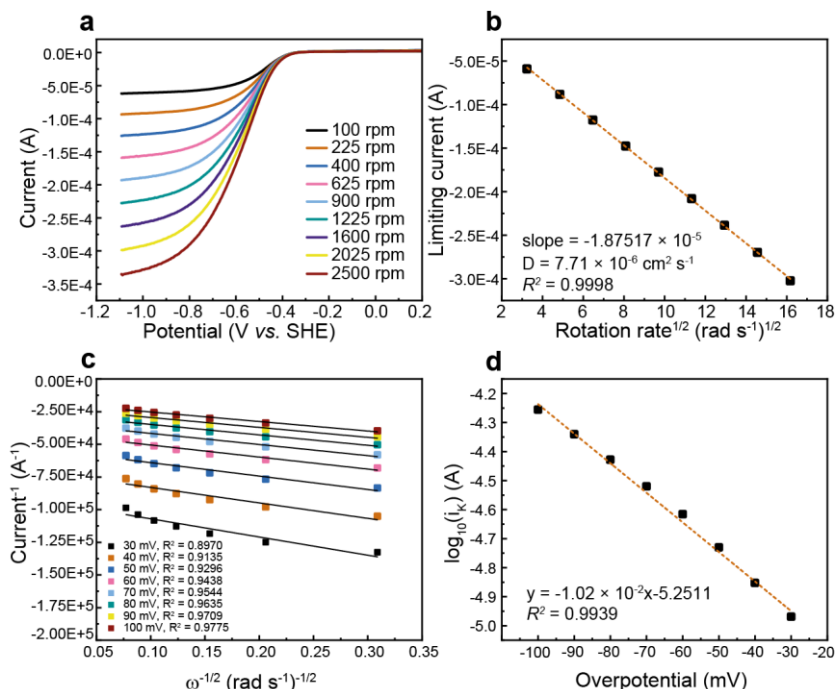 a
0.0E+0
-5.0E-5
-1.0E-4
-1.5E-4
-2.0E-4
-2.5E-4
-3.0E-4
-3.5E-4
Current (A)
100 rpm
225 rpm
400 rpm
625 rpm
900 rpm
1225 rpm
1600 rpm
2025 rpm
2500 rpm
-1.2 -1.0 -0.8 -0.6 -0.4 -0.2 0.0 0.2
Potential (V vs. SHE)
b
-5.0E-5
-1.0E-4
-1.5E-4
-2.0E-4
-2.5E-4
-3.0E-4
Limiting current (A)
slope = -1.87517 × 10⁻⁵
D = 7.71 × 10⁻⁶ cm² s⁻¹
R² = 0.9998
2 4 6 8 10 12 14 16 18
Rotation rate¹ᐟ² (rad s⁻¹)¹ᐟ²
c
0.00E+0
-2.50E+4
-5.00E+4
-7.50E+4
-1.00E+5
-1.25E+5
-1.50E+5
-1.75E+5
-2.00E+5
Current⁻¹ (A⁻¹)
30 mV, R² = 0.8970
40 mV, R² = 0.9135
50 mV, R² = 0.9296
60 mV, R² = 0.9438
70 mV, R² = 0.9544
80 mV, R² = 0.9635
90 mV, R² = 0.9709
100 mV, R² = 0.9775
0.05 0.10 0.15 0.20 0.25 0.30 0.35
ω⁻¹ᐟ² (rad s⁻¹)⁻¹ᐟ²
d
-4.2
-4.3
-4.4
-4.5
-4.6
-4.7
-4.8
-4.9
-5.0
log₁₀(iₖ) (A)
y = -1.02 × 10⁻²x-5.2511
R² = 0.9939
-100 -90 -80 -70 -60 -50 -40 -30 -20
Overpotential (mV)